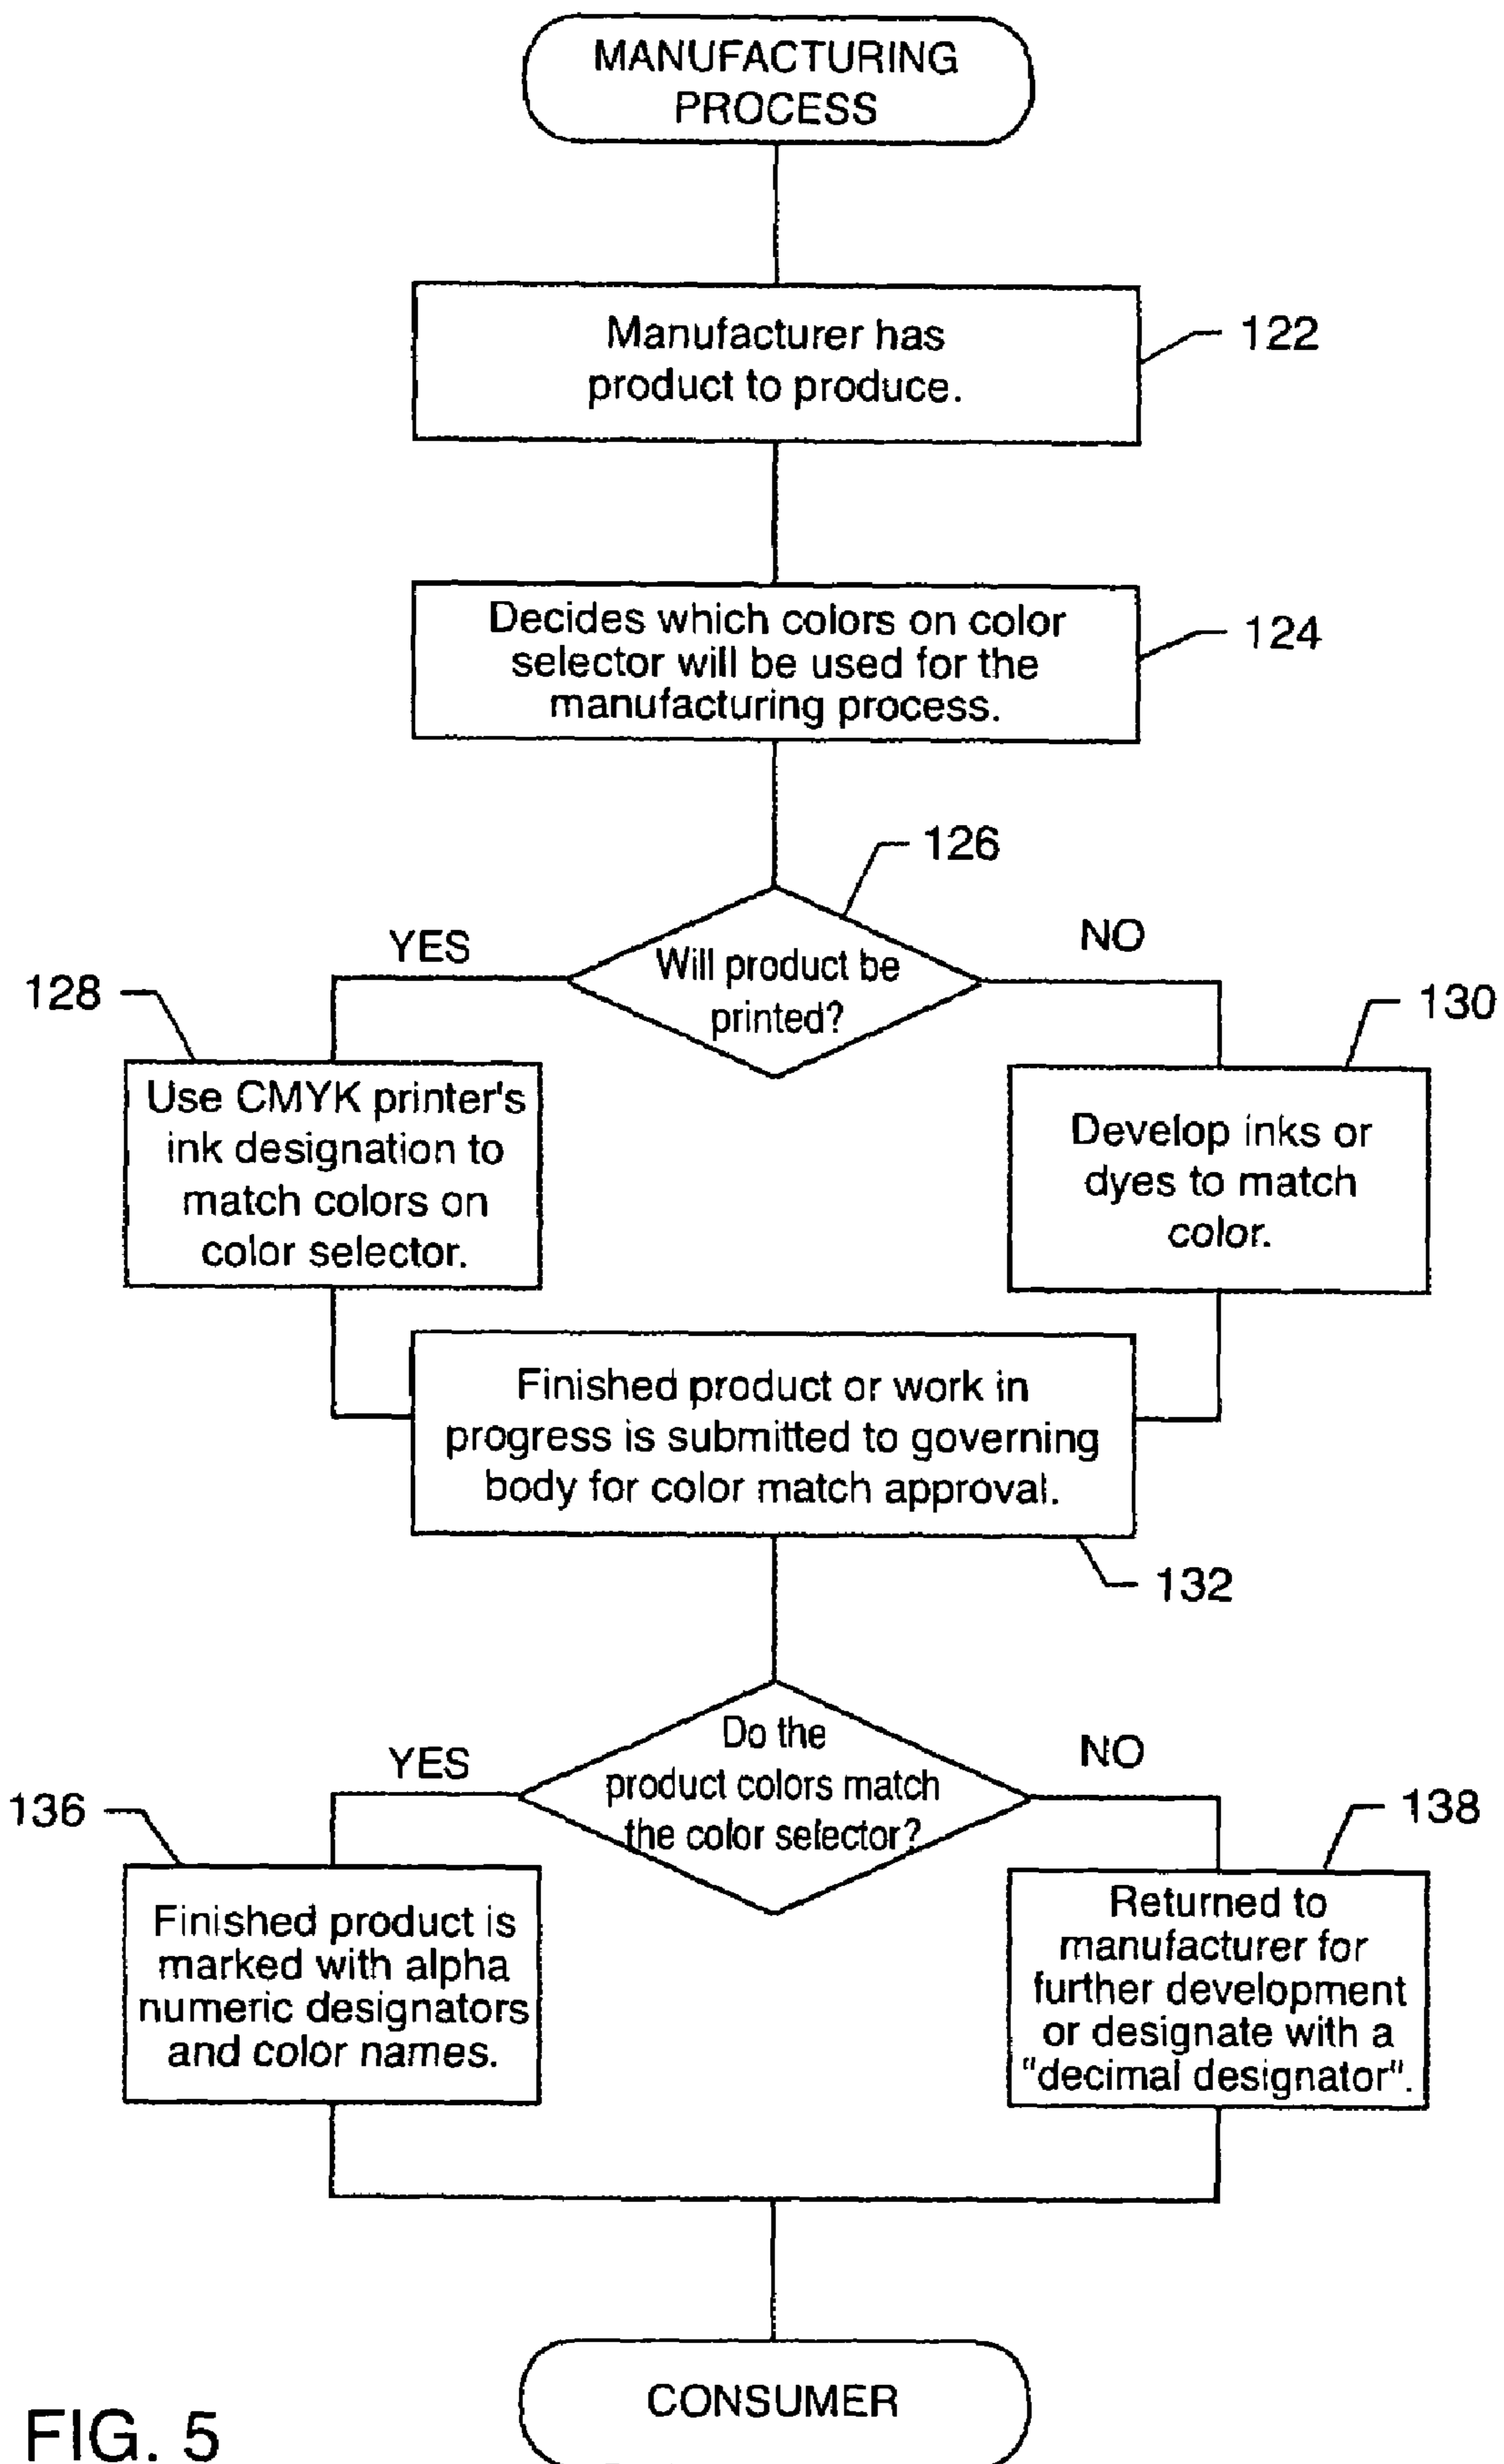 MANUFACTURING
PROCESS
Manufacturer has
product to produce.
122
Decides which colors on color
selector will be used for the
manufacturing process.
124
126
Will product be
printed?
YES
NO
128
Use CMYK printer's
ink designation to
match colors on
color selector.
130
Develop inks or
dyes to match
color.
Finished product or work in
progress is submitted to governing
body for color match approval.
132
Do the
product colors match
the color selector?
YES
NO
136
Finished product is
marked with alpha
numeric designators
and color names.
138
Returned to
manufacturer for
further development
or designate with a
"decimal designator".
CONSUMER
FIG. 5